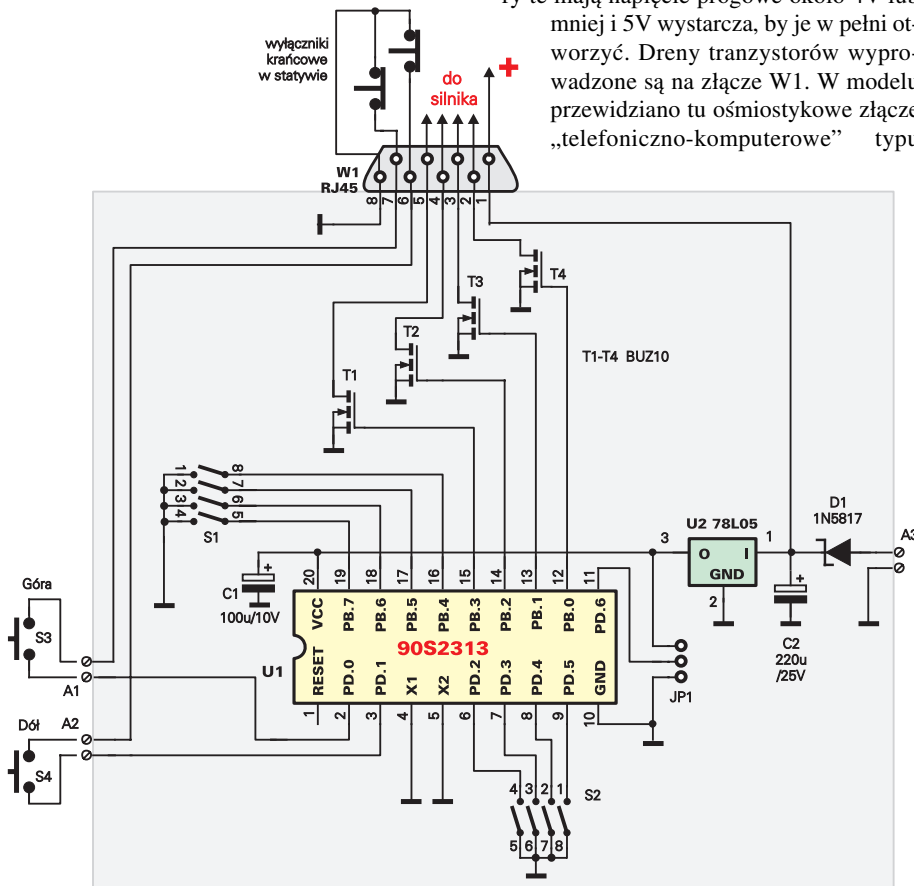 ry te mają napięcie progowe około 4V lub
mniej i 5V wystarcza, by je w pełni ot-
worzyć. Dreny tranzystorów wypro-
wadzone są na złącze W1. W modelu
przewidziano tu ośmiostykowe złącze
„telefoniczno-komputerowe” typu
wyłączniki
krańcowe
w statywie
do
silnika
+
W1
RJ45
8 7 6 5 4 3 2 1
T4
T3
T2
T1
T1-T4 BUZ10
1 8
2 7
3 6
4 5
S1
D1
1N5817
U2 78L05
3 O I 1
GND
2
A3
+
C1
100u/10V
+
C2
220u
/25V
20 19 18 17 16 15 14 13 12 11
VCC PB.7 PB.6 PB.5 PB.4 PB.3 PB.2 PB.1 PB.0 PD.6
90S2313
U1
RESET PD.0 PD.1 X1 X2 PD.2 PD.3 PD.4 PD.5 GND
1 2 3 4 5 6 7 8 9 10
JP1
Góra
S3
A1
Dół
A2
S4
4 3 2 1
S2
5 6 7 8